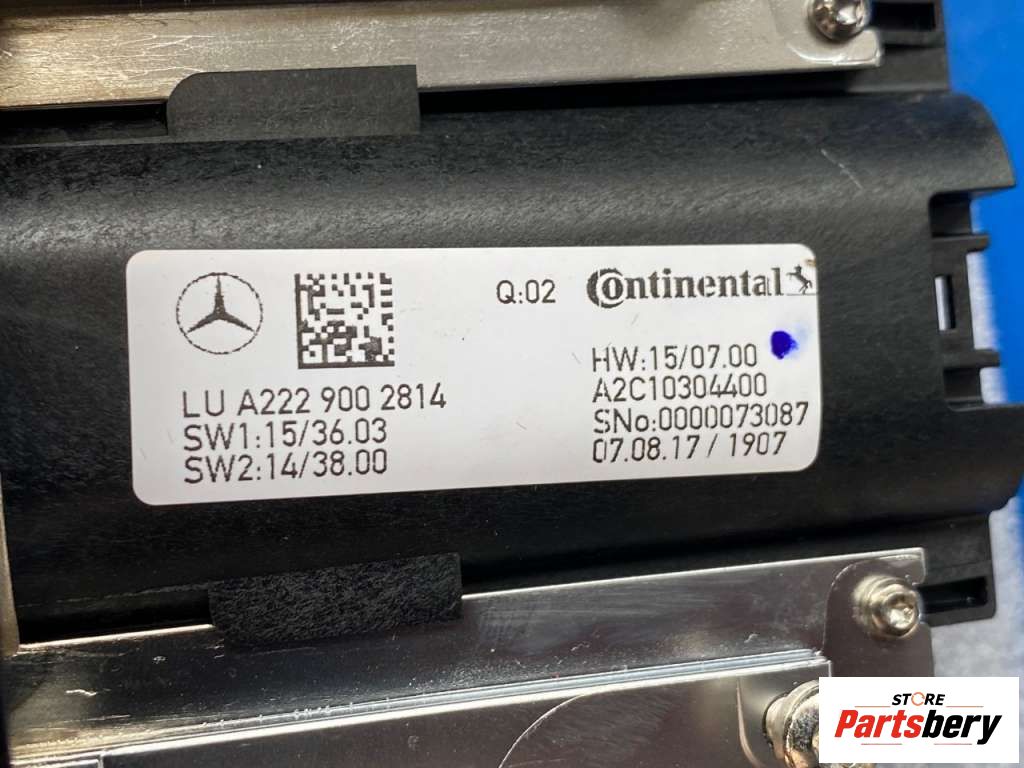 Q:02 Continental
LU A222 900 2814
SW1:15/36.03
SW2:14/38.00
HW:15/07.00
A2C10304400
SNo:0000073087
07.08.17/1907
STORE
Partsbery